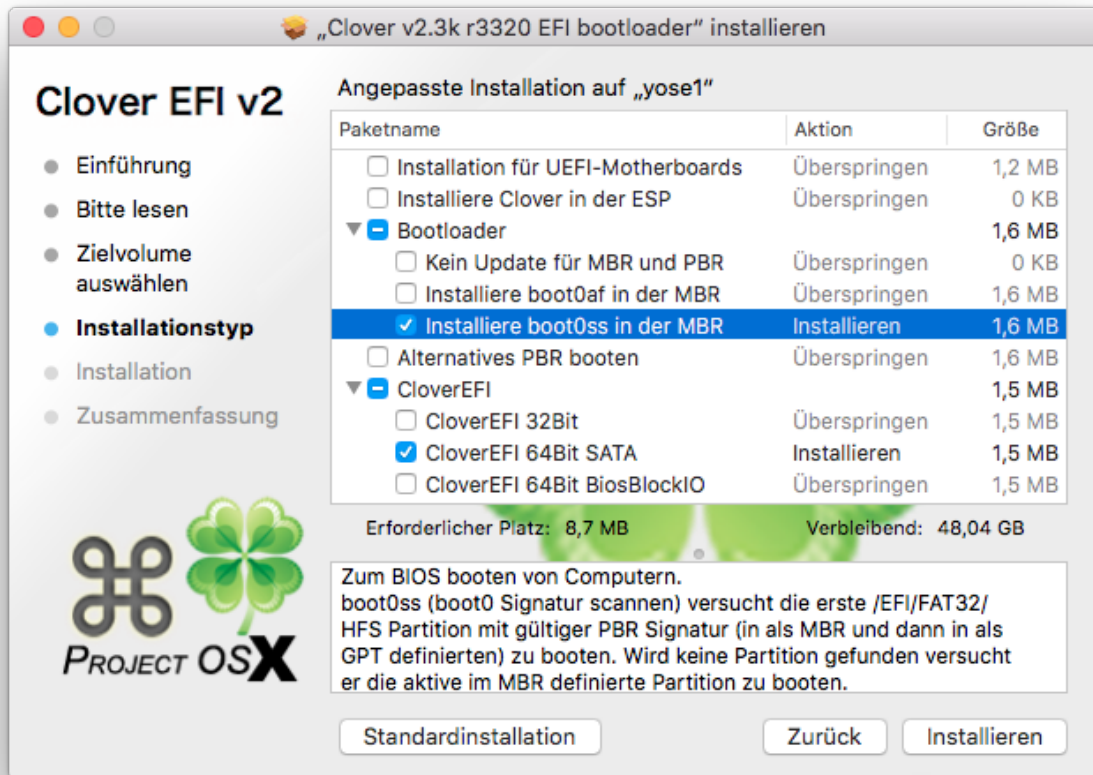 „Clover v2.3k r3320 EFI bootloader“ installieren
Clover EFI v2
Einführung
Bitte lesen
Zielvolume
auswählen
Installationstyp
Installation
Zusammenfassung
PROJECT OSX
Angepasste Installation auf „yose1“
Paketname Aktion Größe
Installation für UEFI-Motherboards Überspringen 1,2 MB
Installiere Clover in der ESP Überspringen 0 KB
Bootloader 1,6 MB
Kein Update für MBR und PBR Überspringen 0 KB
Installiere boot0af in der MBR Überspringen 1,6 MB
Installiere boot0ss in der MBR Installieren 1,6 MB
Alternatives PBR booten Überspringen 1,6 MB
CloverEFI 1,5 MB
CloverEFI 32Bit Überspringen 1,5 MB
CloverEFI 64Bit SATA Installieren 1,5 MB
CloverEFI 64Bit BiosBlockIO Überspringen 1,5 MB
Erforderlicher Platz: 8,7 MB Verbleibend: 48,04 GB
Zum BIOS booten von Computern.
boot0ss (boot0 Signatur scannen) versucht die erste /EFI/FAT32/
HFS Partition mit gültiger PBR Signatur (in als MBR und dann in als
GPT definierten) zu booten. Wird keine Partition gefunden versucht
er die aktive im MBR definierte Partition zu booten.
Standardinstallation Zurück Installieren